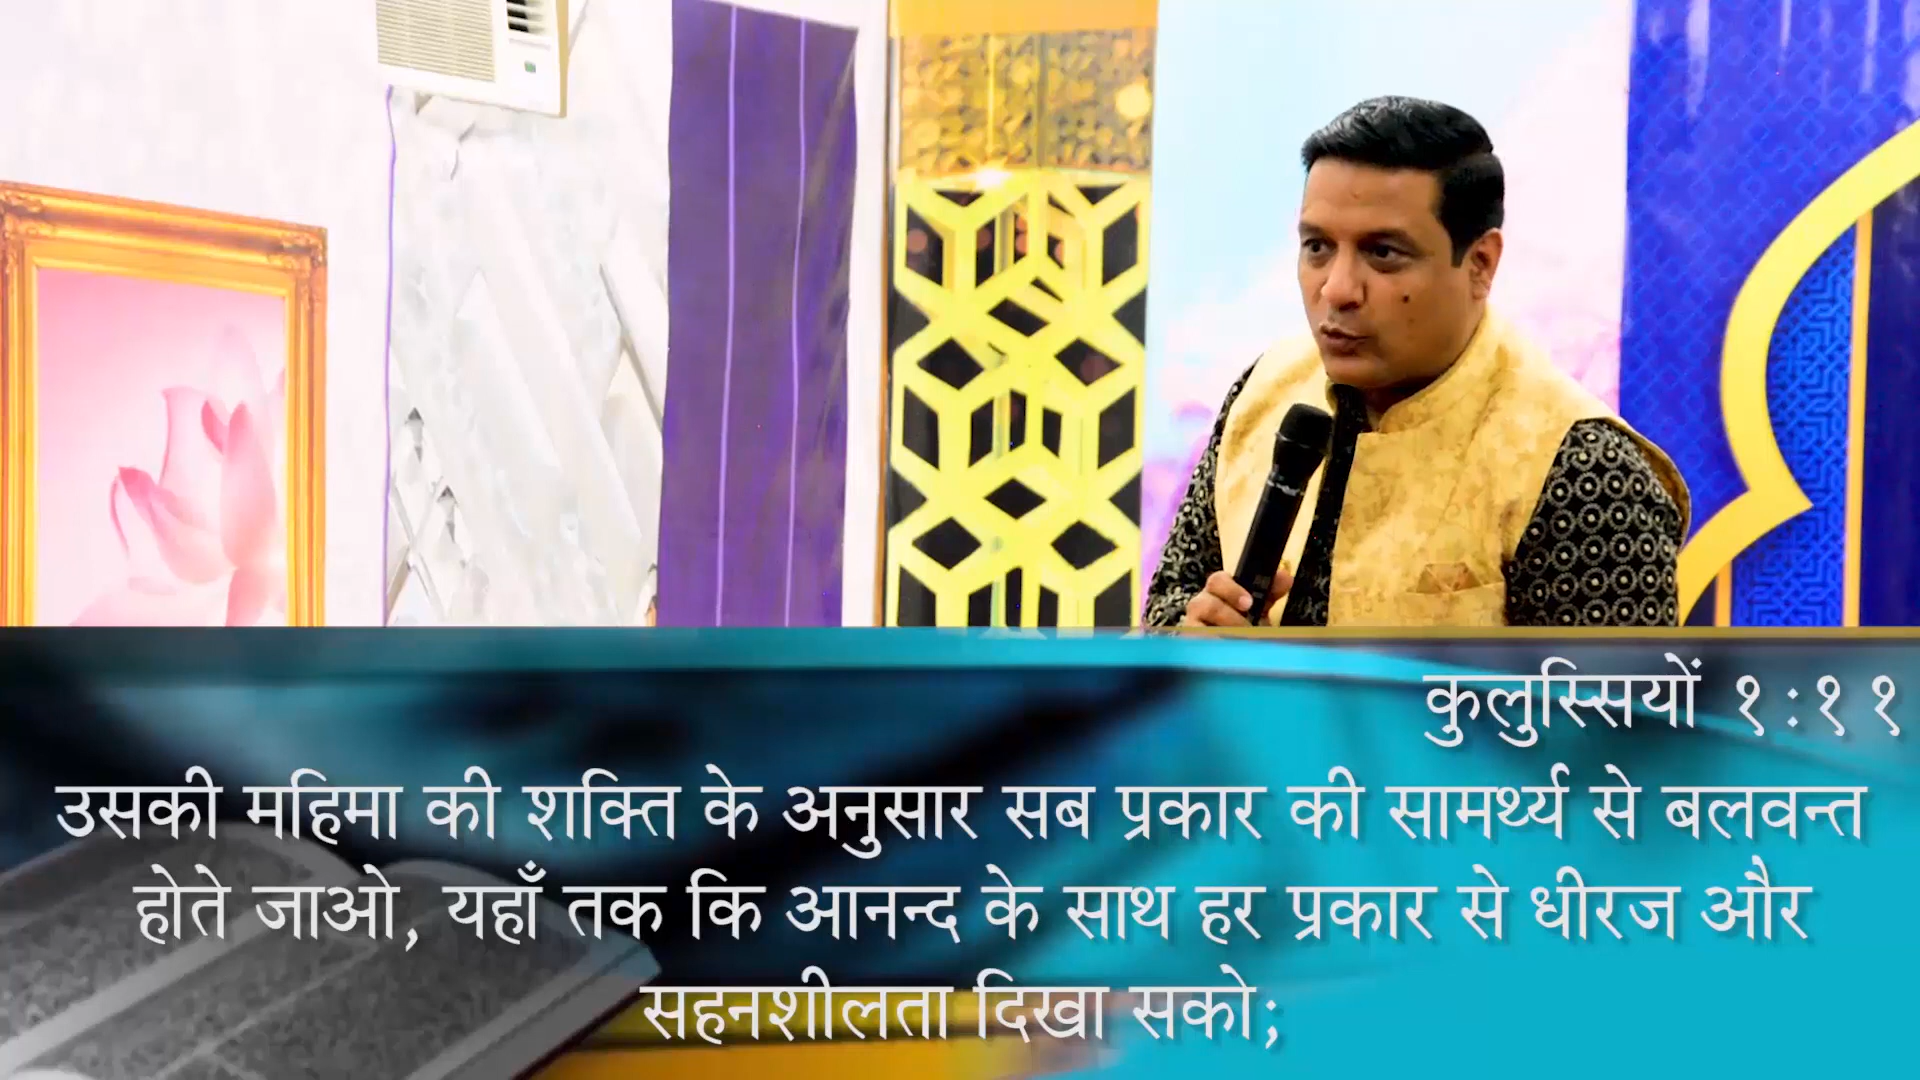 कुलुस्सियों १:११
उसकी महिमा की शक्ति के अनुसार सब प्रकार की सामर्थ्य से बलवन्त
होते जाओ, यहाँ तक कि आनन्द के साथ हर प्रकार से धीरज और
सहनशीलता दिखा सको;